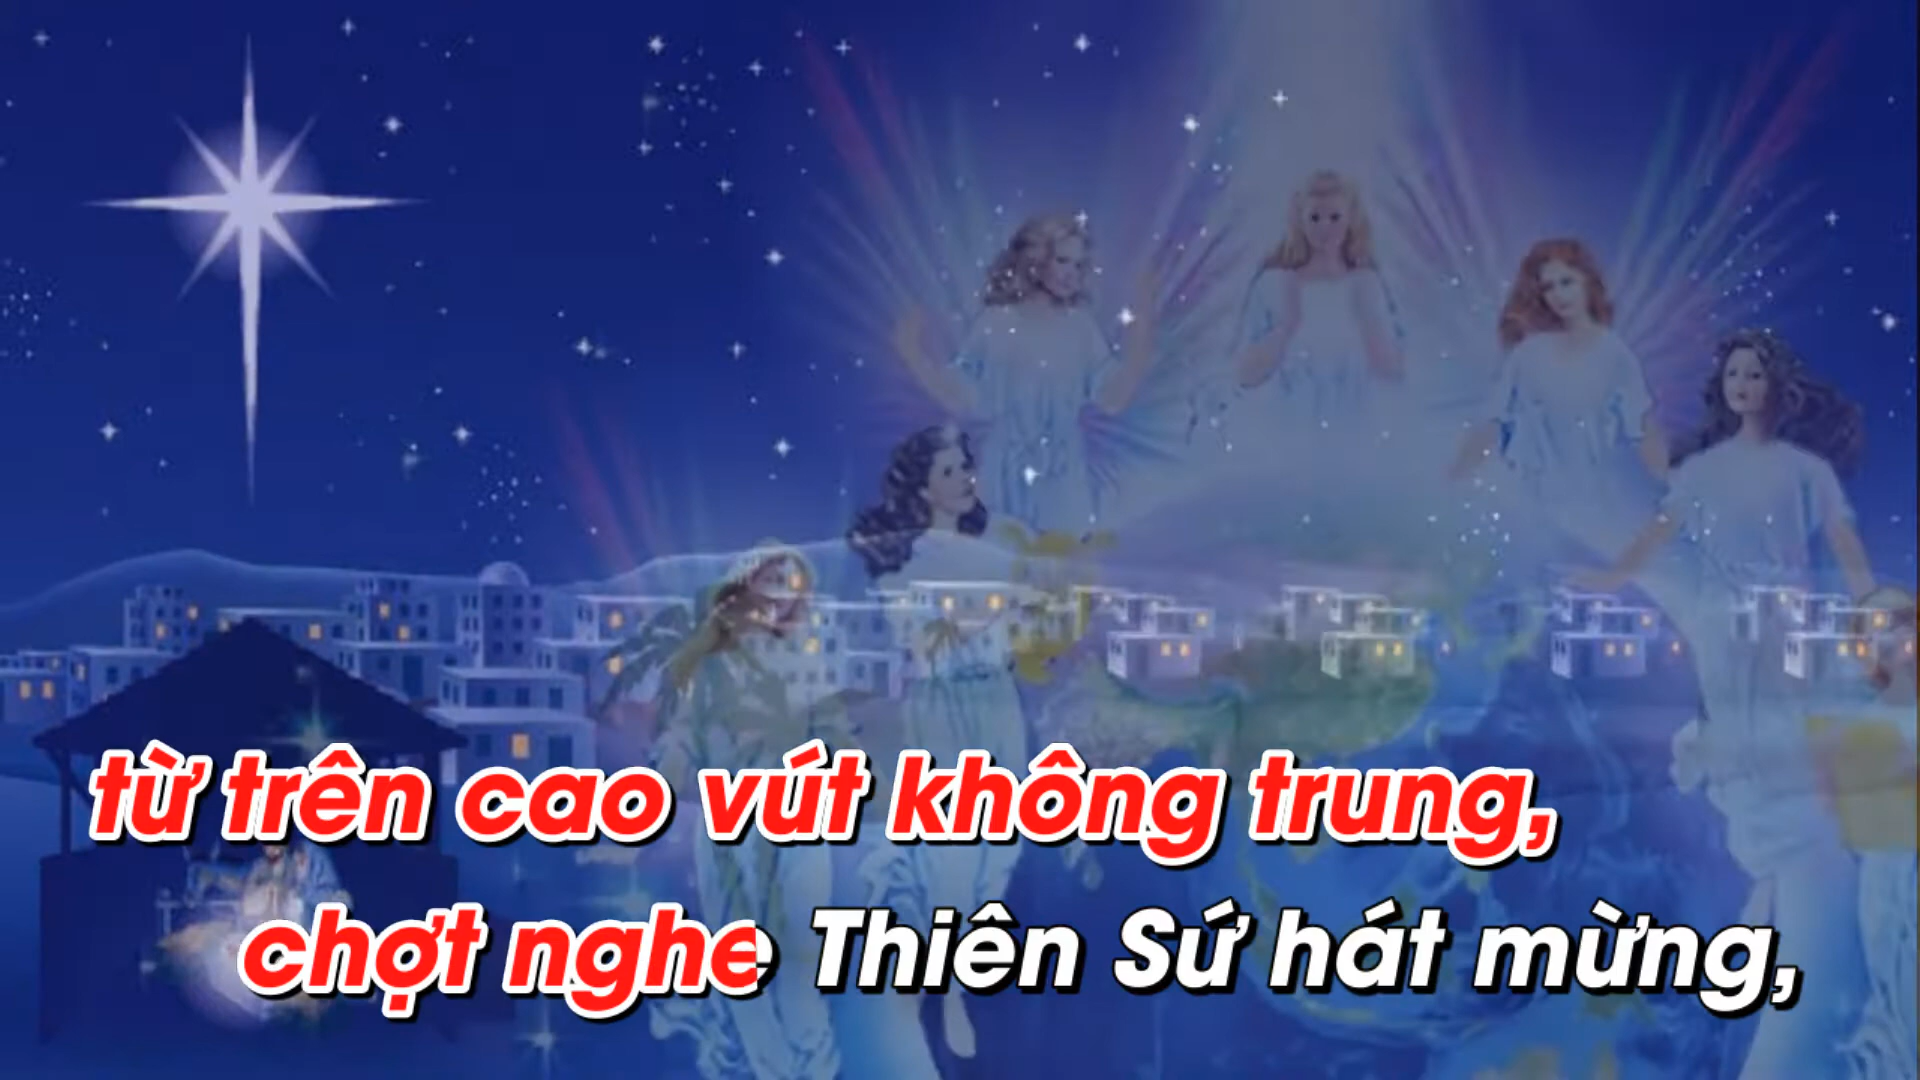 từ trên cao vút không trung,
chợt nghe Thiên Sứ hát mừng,